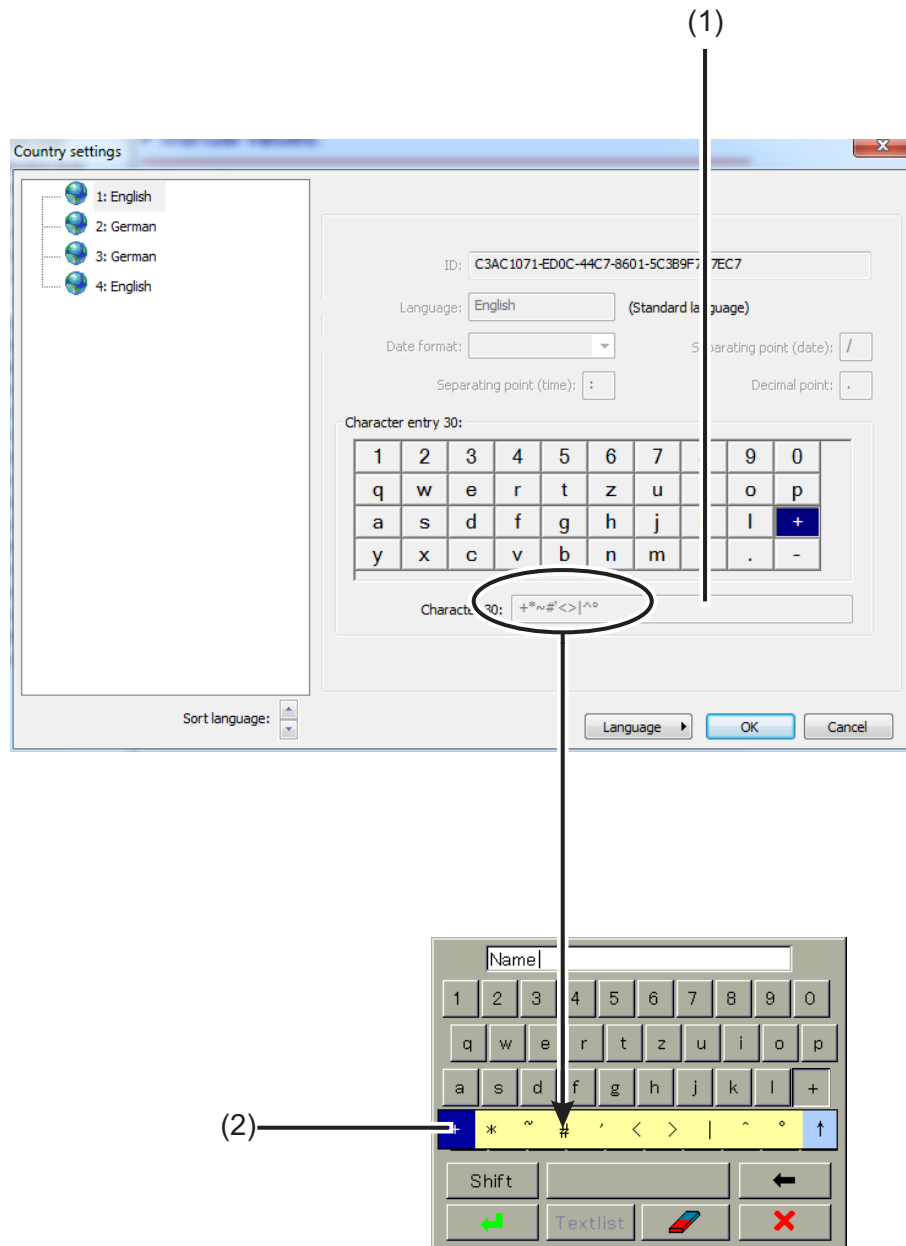 (1)
Country settings
1: English
2: German
3: German
4: English
ID: C3AC1071-ED0C-44C7-8601-5C3B9F7 7EC7
Language: English (Standard language)
Date format: Separating point (date): /
Separating point (time): : Decimal point: .
Character entry 30:
1 2 3 4 5 6 7 9 0
q w e r t z u o p
a s d f g h j l +
y x c v b n m . -
Character 30: +*~#'<>|^°
Sort language:
Language OK Cancel
Name
1 2 3 4 5 6 7 8 9 0
q w e r t z u i o p
a s d f g h j k l +
(2)
+ * ~ # ' < > | ^ ° ↑
Shift ←
Textlist